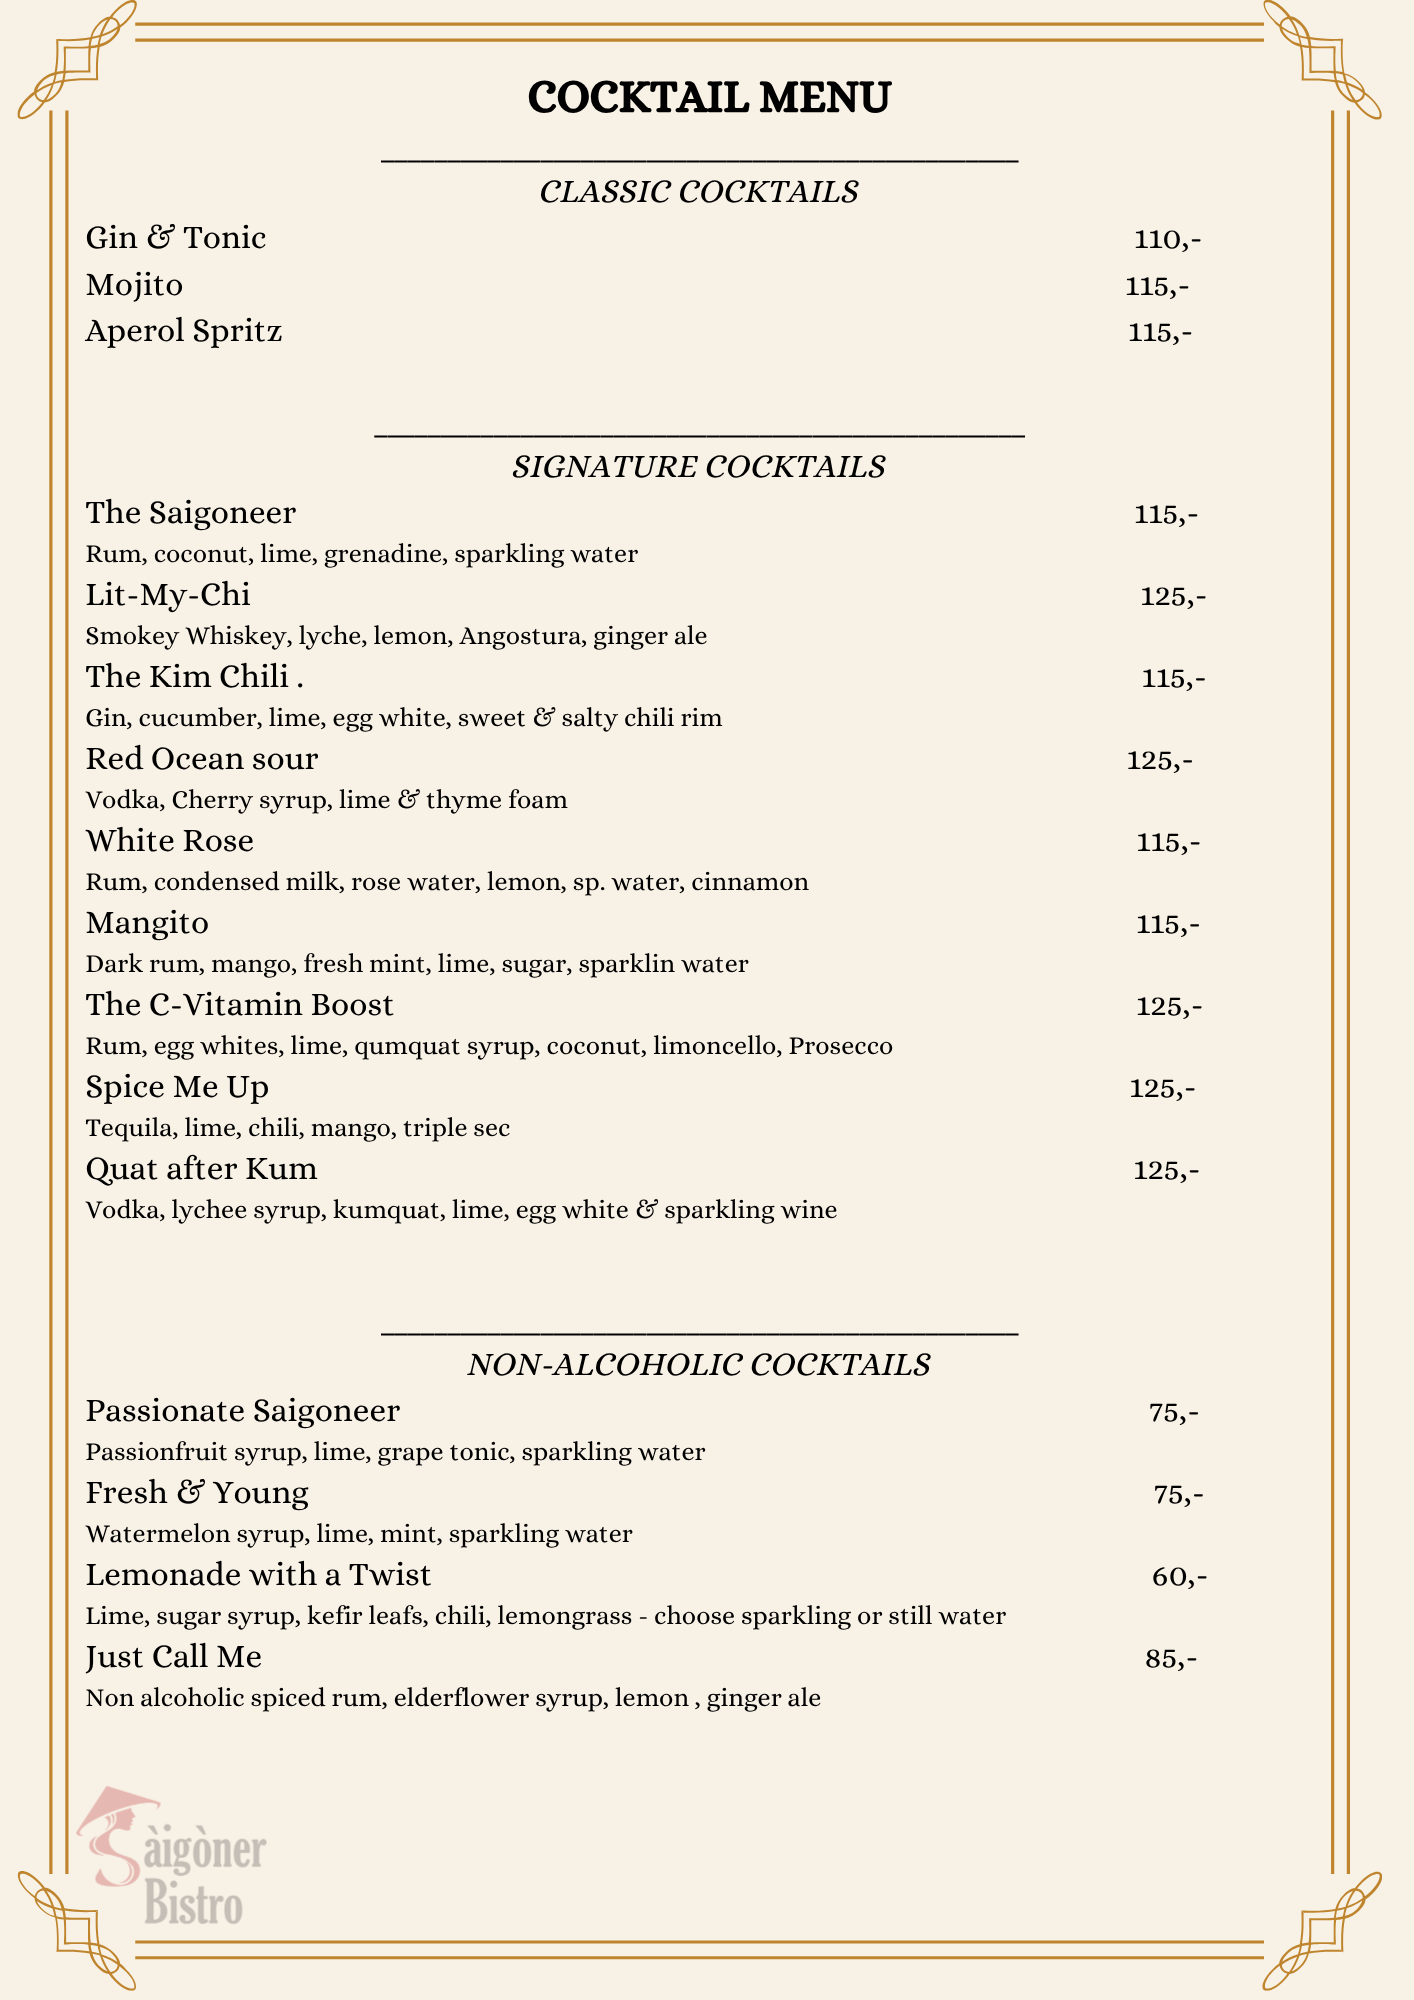 COCKTAIL MENU
CLASSIC COCKTAILS
Gin & Tonic 110,-
Mojito 115,-
Aperol Spritz 115,-
SIGNATURE COCKTAILS
The Saigoneer 115,-
Rum, coconut, lime, grenadine, sparkling water
Lit-My-Chi 125,-
Smokey Whiskey, lyche, lemon, Angostura, ginger ale
The Kim Chili . 115,-
Gin, cucumber, lime, egg white, sweet & salty chili rim
Red Ocean sour 125,-
Vodka, Cherry syrup, lime & thyme foam
White Rose 115,-
Rum, condensed milk, rose water, lemon, sp. water, cinnamon
Mangito 115,-
Dark rum, mango, fresh mint, lime, sugar, sparklin water
The C-Vitamin Boost 125,-
Rum, egg whites, lime, qumquat syrup, coconut, limoncello, Prosecco
Spice Me Up 125,-
Tequila, lime, chili, mango, triple sec
Quat after Kum 125,-
Vodka, lychee syrup, kumquat, lime, egg white & sparkling wine
NON-ALCOHOLIC COCKTAILS
Passionate Saigoneer 75,-
Passionfruit syrup, lime, grape tonic, sparkling water
Fresh & Young 75,-
Watermelon syrup, lime, mint, sparkling water
Lemonade with a Twist 60,-
Lime, sugar syrup, kefir leafs, chili, lemongrass - choose sparkling or still water
Just Call Me 85,-
Non alcoholic spiced rum, elderflower syrup, lemon , ginger ale
Sàigòner
Bistro